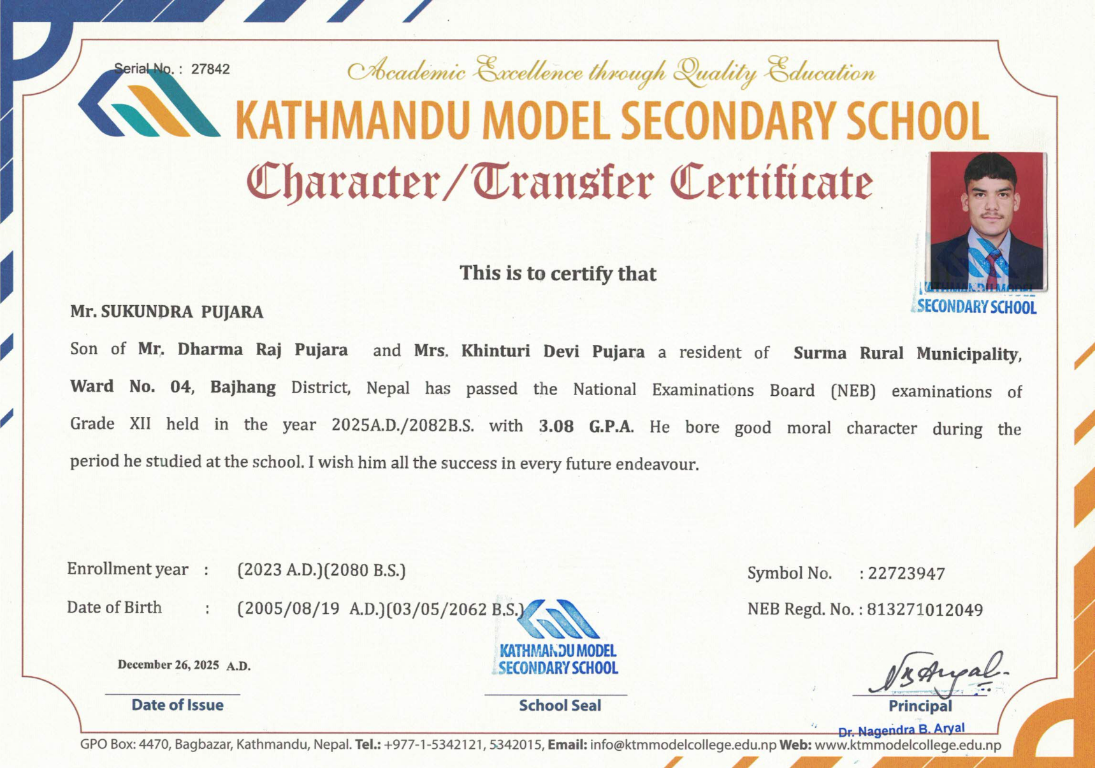 Serial No. : 27842
Academic Excellence through Quality Education
KATHMANDU MODEL SECONDARY SCHOOL
Character/Transfer Certificate
KATHMANDU MODEL
SECONDARY SCHOOL
This is to certify that
Mr. SUKUNDRA PUJARA
Son of Mr. Dharma Raj Pujara and Mrs. Khinturi Devi Pujara a resident of Surma Rural Municipality,
Ward No. 04, Bajhang District, Nepal has passed the National Examinations Board (NEB) examinations of
Grade XII held in the year 2025A.D./2082B.S. with 3.08 G.P.A. He bore good moral character during the
period he studied at the school. I wish him all the success in every future endeavour.
Enrollment year : (2023 A.D.)(2080 B.S.)
Symbol No. : 22723947
Date of Birth : (2005/08/19 A.D.)(03/05/2062 B.S.)
NEB Regd. No. : 813271012049
KATHMANDU MODEL
SECONDARY SCHOOL
December 26, 2025 A.D.
NBAryal
Date of Issue
School Seal
Principal
Dr. Nagendra B. Aryal
GPO Box: 4470, Bagbazar, Kathmandu, Nepal. Tel.: +977-1-5342121, 5342015, Email: info@ktmmodelcollege.edu.np Web: www.ktmmodelcollege.edu.np